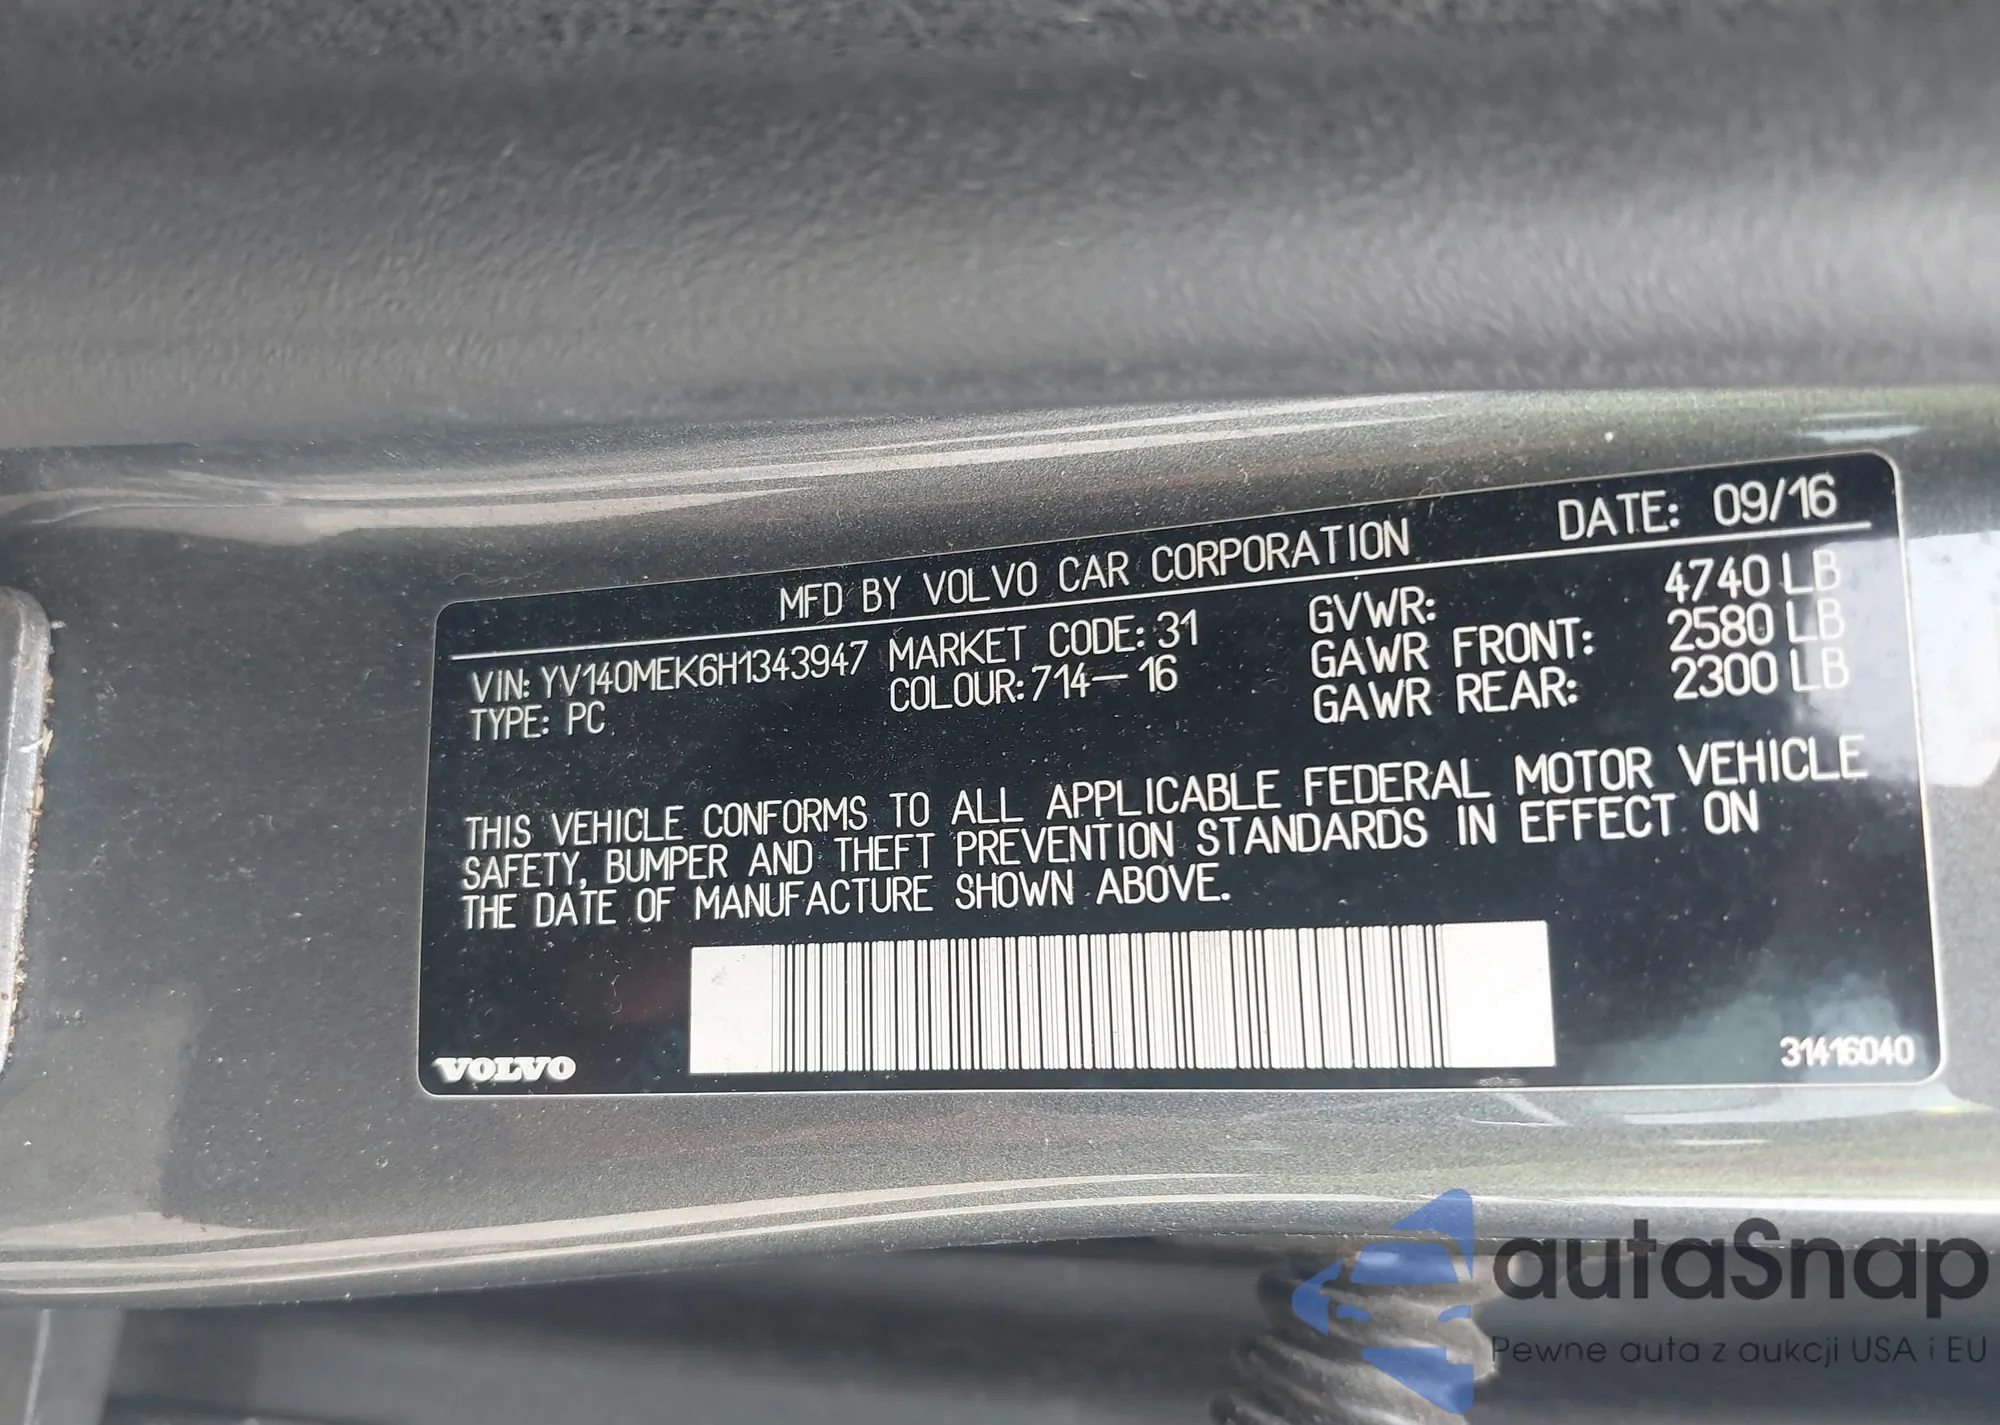 MFD BY VOLVO CAR CORPORATION DATE: 09/16
VIN: YV140MEK6H1343947 MARKET CODE: 31 GVWR: 4740 LB
TYPE: PC COLOUR: 714-16 GAWR FRONT: 2580 LB
GAWR REAR: 2300 LB
THIS VEHICLE CONFORMS TO ALL APPLICABLE FEDERAL MOTOR VEHICLE
SAFETY, BUMPER AND THEFT PREVENTION STANDARDS IN EFFECT ON
THE DATE OF MANUFACTURE SHOWN ABOVE.
VOLVO
31416040
autaSnap
Pewne auta z aukcji USA i EU